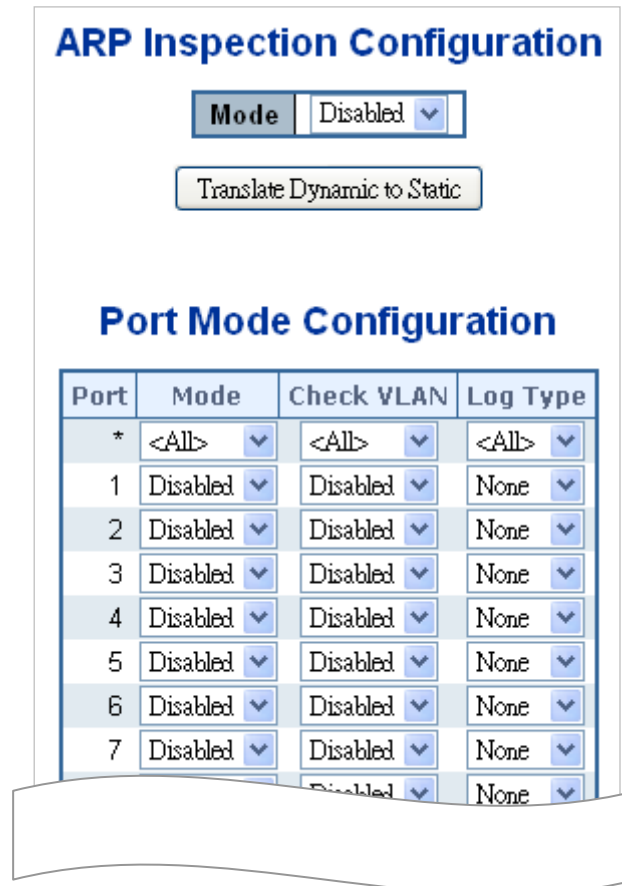 ARP Inspection Configuration
Mode Disabled
Translate Dynamic to Static
Port Mode Configuration
Port Mode Check VLAN Log Type
* <All> <All> <All>
1 Disabled Disabled None
2 Disabled Disabled None
3 Disabled Disabled None
4 Disabled Disabled None
5 Disabled Disabled None
6 Disabled Disabled None
7 Disabled Disabled None
Disabled None